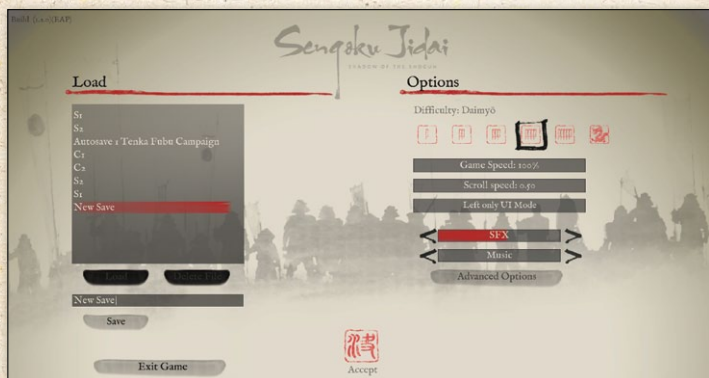 Sengoku Jidai
SHADOW OF THE SHOGUN
Load
S1
S2
Autosave 1 Tenka Fubu Campaign
C1
C2
S2
S1
New Save
Load
Delete File
New Save
Save
Exit Game
Options
Difficulty: Daimyō
Game Speed: 100%
Scroll speed: 0.50
Left only UI Mode
SFX
Music
Advanced Options
Accept